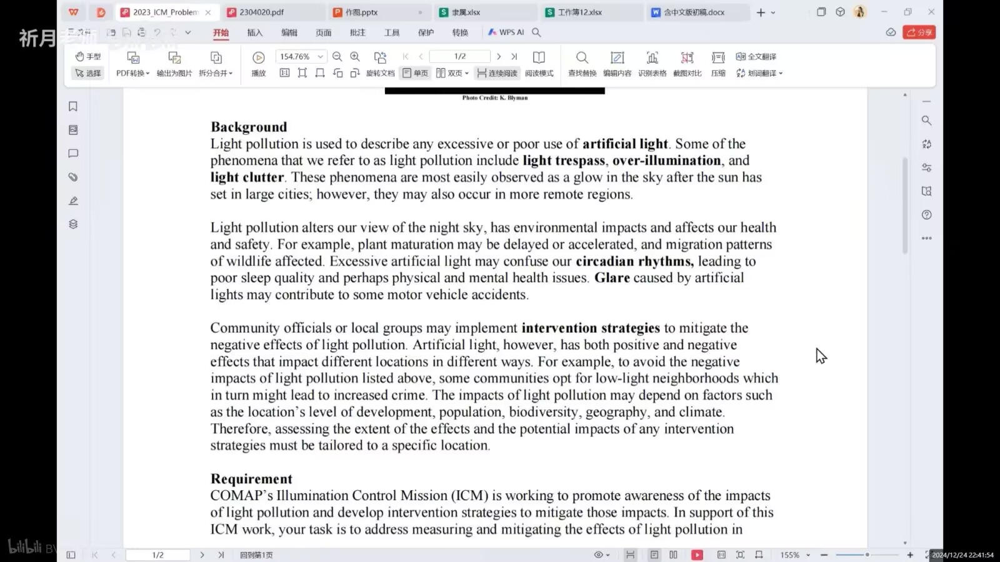 2023_ICM_Problem
2304020.pdf
作图.pptx
隶属.xlsx
工作簿12.xlsx
含中文版初稿.docx
祈月老师
文件
开始
插入
编辑
页面
批注
工具
保护
转换
WPS AI
分享
手型
选择
PDF转换
输出为图片
拆分合并
播放
154.76%
旋转文档
1/2
单页
双页
连续阅读
阅读模式
查找替换
编辑内容
识别表格
截图对比
压缩
全文翻译
划词翻译
Photo Credit: K. Blyman
Background
Light pollution is used to describe any excessive or poor use of artificial light. Some of the
phenomena that we refer to as light pollution include light trespass, over-illumination, and
light clutter. These phenomena are most easily observed as a glow in the sky after the sun has
set in large cities; however, they may also occur in more remote regions.
Light pollution alters our view of the night sky, has environmental impacts and affects our health
and safety. For example, plant maturation may be delayed or accelerated, and migration patterns
of wildlife affected. Excessive artificial light may confuse our circadian rhythms, leading to
poor sleep quality and perhaps physical and mental health issues. Glare caused by artificial
lights may contribute to some motor vehicle accidents.
Community officials or local groups may implement intervention strategies to mitigate the
negative effects of light pollution. Artificial light, however, has both positive and negative
effects that impact different locations in different ways. For example, to avoid the negative
impacts of light pollution listed above, some communities opt for low-light neighborhoods which
in turn might lead to increased crime. The impacts of light pollution may depend on factors such
as the location's level of development, population, biodiversity, geography, and climate.
Therefore, assessing the extent of the effects and the potential impacts of any intervention
strategies must be tailored to a specific location.
Requirement
COMAP's Illumination Control Mission (ICM) is working to promote awareness of the impacts
of light pollution and develop intervention strategies to mitigate those impacts. In support of this
ICM work, your task is to address measuring and mitigating the effects of light pollution in
bilibili BV
1/2
回到第1页
155%
2024/12/24 22:41:54